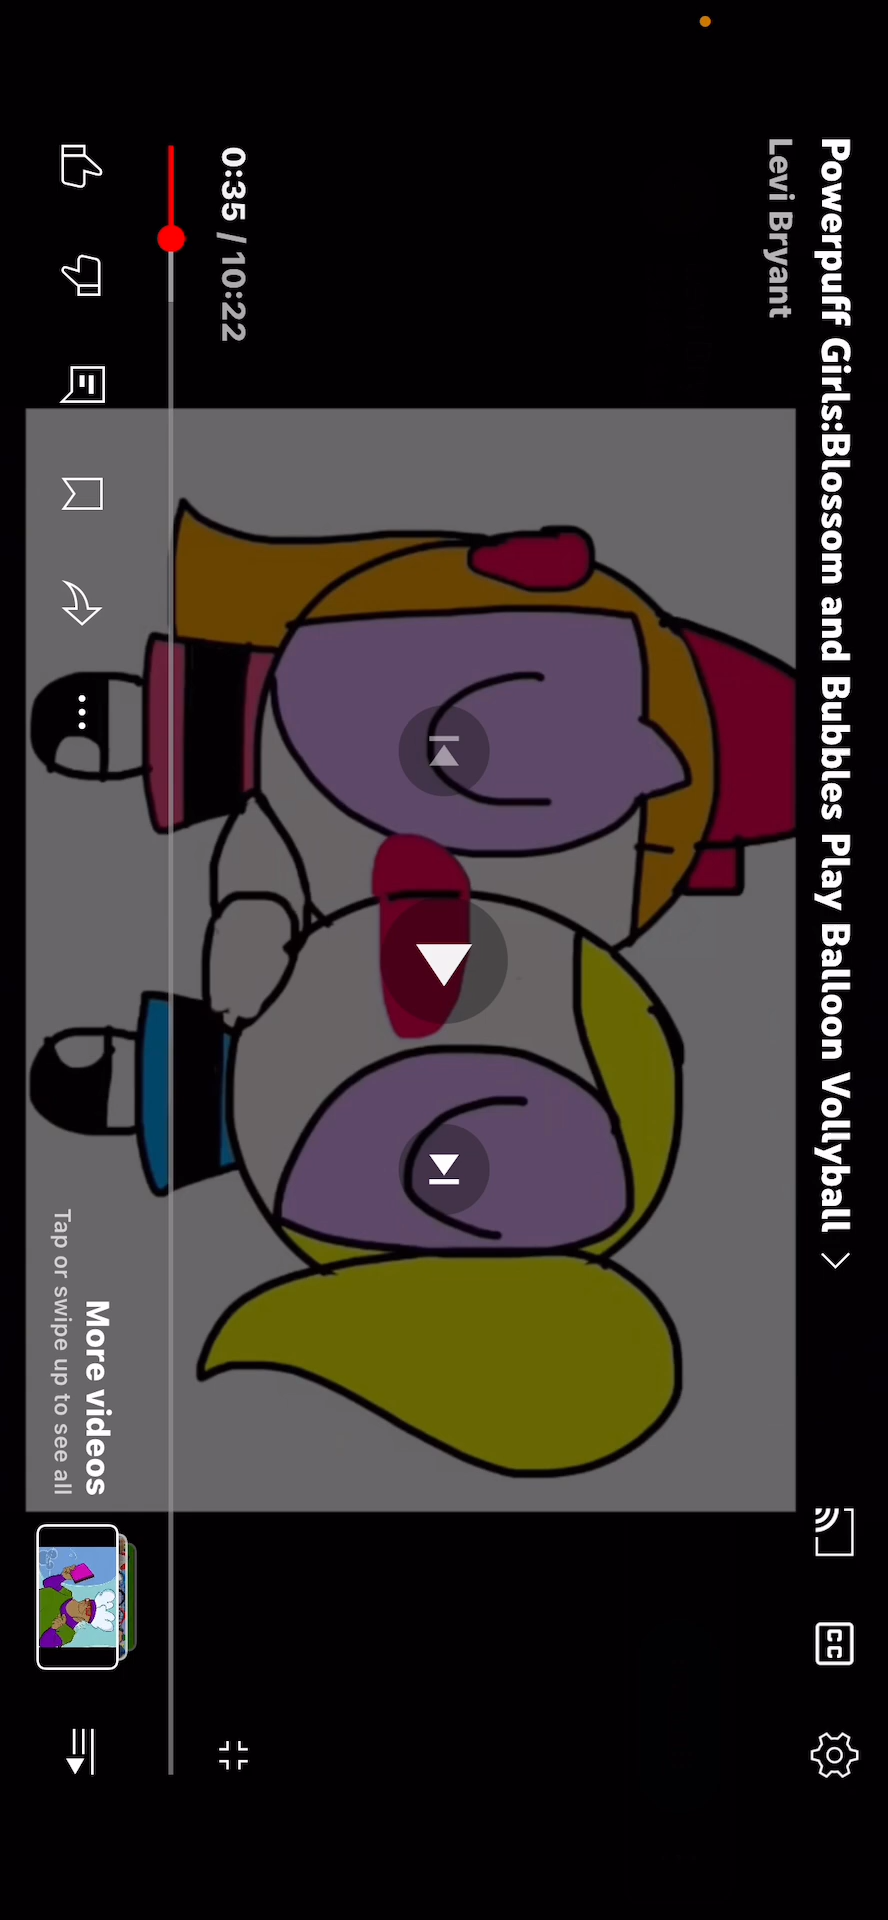 Powerpuff Girls:Blossom and Bubbles Play Balloon Vollyball
Levi Bryant
CC
0:35 / 10:22
More videos
Tap or swipe up to see all